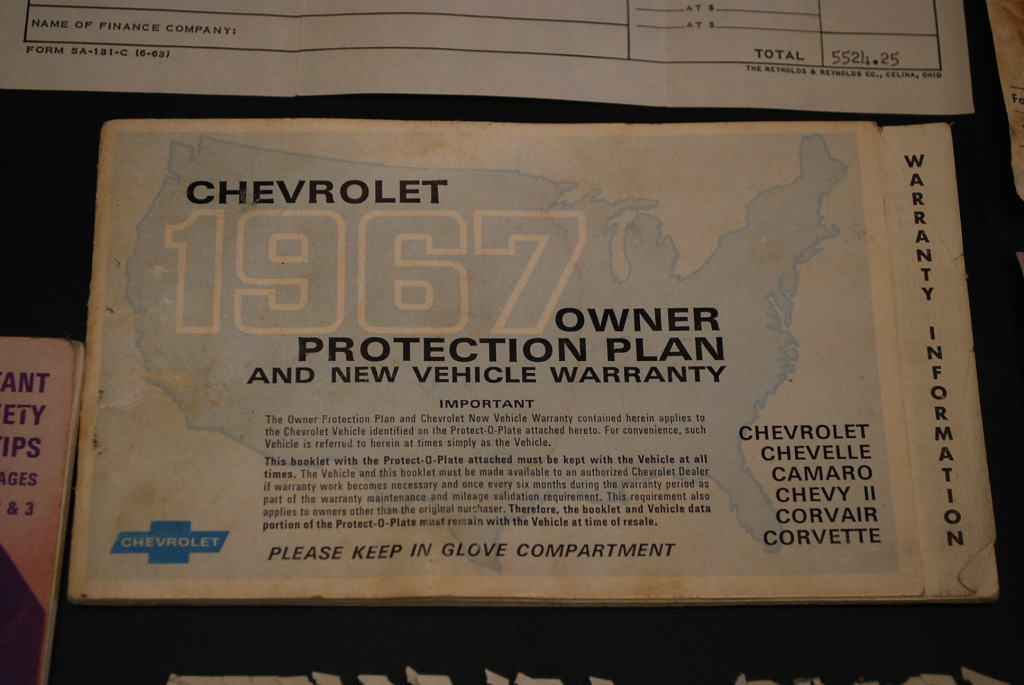 AT $
NAME OF FINANCE COMPANY:
AT $
FORM SA-131-C (6-63)
TOTAL 5524.25
THE REYNOLDS & REYNOLDS CO., CELINA, OHIO
CHEVROLET
1967
OWNER
PROTECTION PLAN
AND NEW VEHICLE WARRANTY
IMPORTANT
The Owner Protection Plan and Chevrolet New Vehicle Warranty contained herein applies to
the Chevrolet Vehicle identified on the Protect-O-Plate attached hereto. For convenience, such
Vehicle is referred to herein at times simply as the Vehicle.
This booklet with the Protect-O-Plate attached must be kept with the Vehicle at all
times. The Vehicle and this booklet must be made available to an authorized Chevrolet Dealer
if warranty work becomes necessary and once every six months during the warranty period as
part of the warranty maintenance and mileage validation requirement. This requirement also
applies to owners other than the original purchaser. Therefore, the booklet and Vehicle data
portion of the Protect-O-Plate must remain with the Vehicle at time of resale.
PLEASE KEEP IN GLOVE COMPARTMENT
CHEVROLET
CHEVROLET
CHEVELLE
CAMARO
CHEVY II
CORVAIR
CORVETTE
WARRANTY INFORMATION
TANT
ETY
TIPS
AGES
& 3